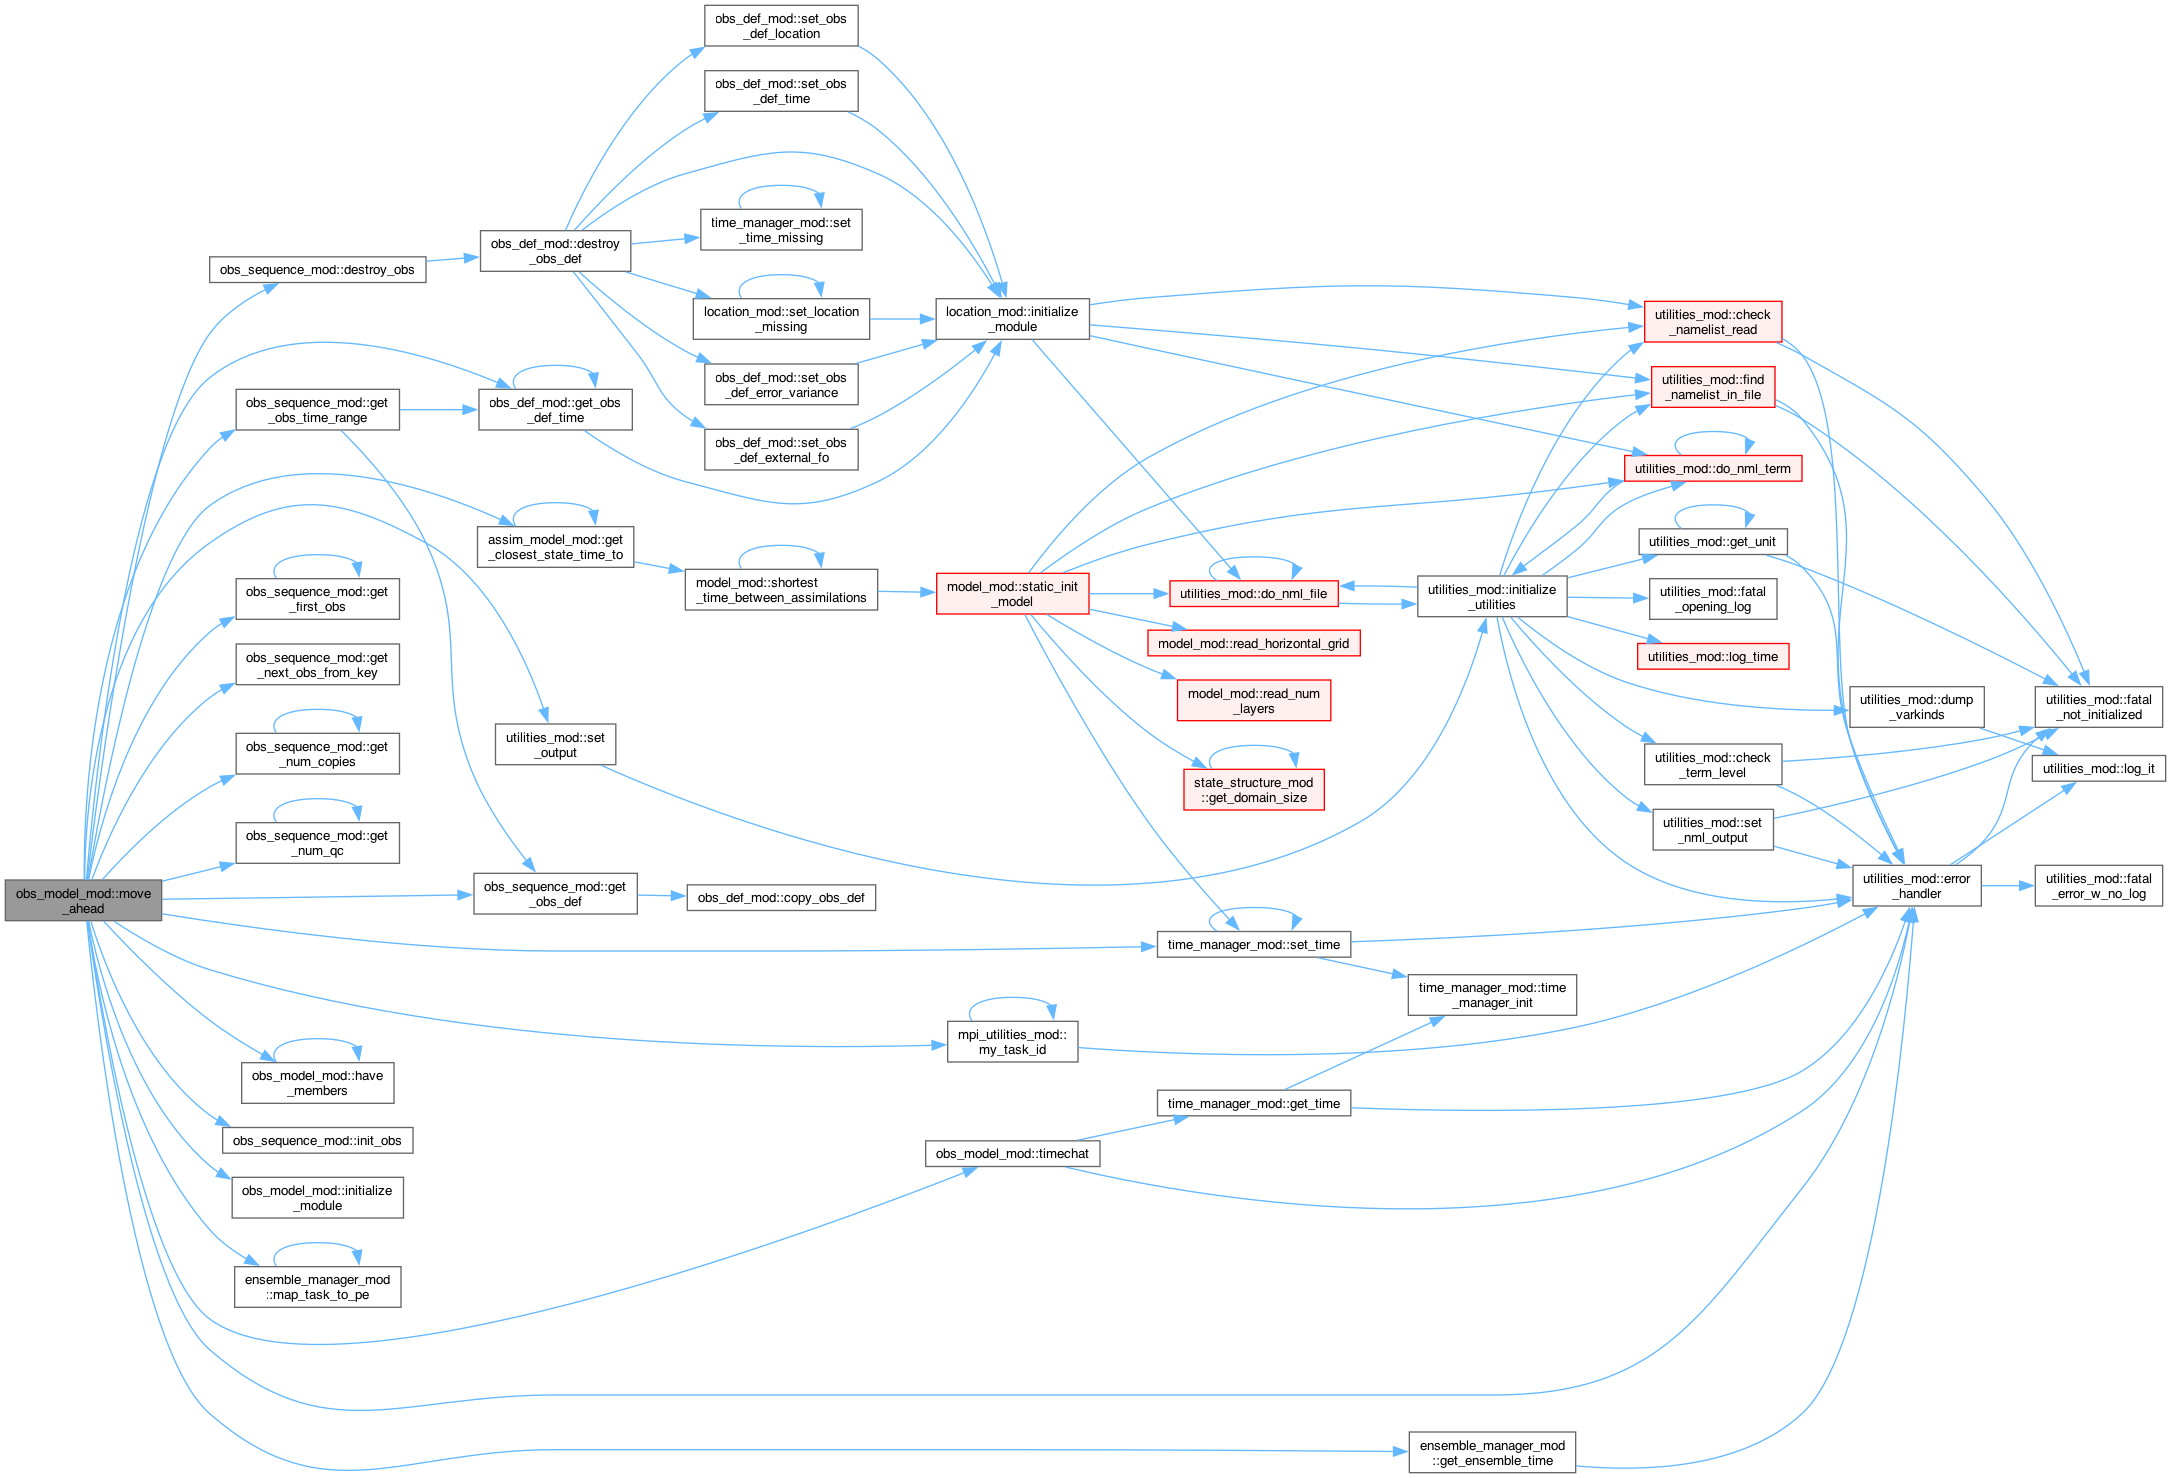 obs_model_mod::move
_ahead
obs_sequence_mod::destroy_obs
obs_sequence_mod::get
_obs_time_range
obs_sequence_mod::get
_first_obs
obs_sequence_mod::get
_next_obs_from_key
obs_sequence_mod::get
_num_copies
obs_sequence_mod::get
_num_qc
obs_model_mod::have
_members
obs_sequence_mod::init_obs
obs_model_mod::initialize
_module
ensemble_manager_mod
::map_task_to_pe
obs_def_mod::destroy
_obs_def
obs_def_mod::get_obs
_def_time
assim_model_mod::get
_closest_state_time_to
utilities_mod::set
_output
obs_sequence_mod::get
_obs_def
obs_def_mod::set_obs
_def_location
obs_def_mod::set_obs
_def_time
time_manager_mod::set
_time_missing
location_mod::set_location
_missing
obs_def_mod::set_obs
_def_error_variance
obs_def_mod::set_obs
_def_external_fo
model_mod::shortest
_time_between_assimilations
obs_def_mod::copy_obs_def
location_mod::initialize
_module
model_mod::static_init
_model
mpi_utilities_mod::
my_task_id
obs_model_mod::timechat
utilities_mod::do_nml_file
model_mod::read_horizontal_grid
model_mod::read_num
_layers
state_structure_mod
::get_domain_size
time_manager_mod::set_time
time_manager_mod::get_time
utilities_mod::initialize
_utilities
time_manager_mod::time
_manager_init
ensemble_manager_mod
::get_ensemble_time
utilities_mod::check
_namelist_read
utilities_mod::find
_namelist_in_file
utilities_mod::do_nml_term
utilities_mod::get_unit
utilities_mod::fatal
_opening_log
utilities_mod::log_time
utilities_mod::check
_term_level
utilities_mod::set
_nml_output
utilities_mod::dump
_varkinds
utilities_mod::error
_handler
utilities_mod::fatal
_not_initialized
utilities_mod::log_it
utilities_mod::fatal
_error_w_no_log